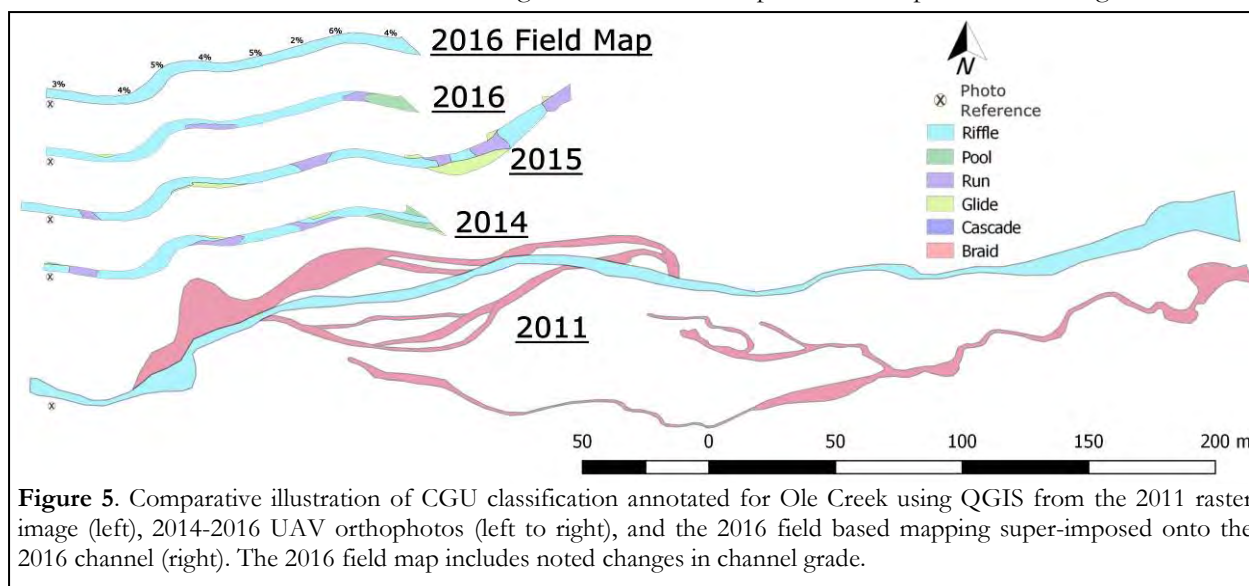 2016 Field Map
3% 4% 5% 4% 5% 2% 6% 4%
2016
2015
2014
2011
N
Photo
Reference
Riffle
Pool
Run
Glide
Cascade
Braid
X
X
X
X
X
X
50 0 50 100 150 200 m
Figure 5. Comparative illustration of CGU classification annotated for Ole Creek using QGIS from the 2011 raster
image (left), 2014-2016 UAV orthophotos (left to right), and the 2016 field based mapping super-imposed onto the
2016 channel (right). The 2016 field map includes noted changes in channel grade.